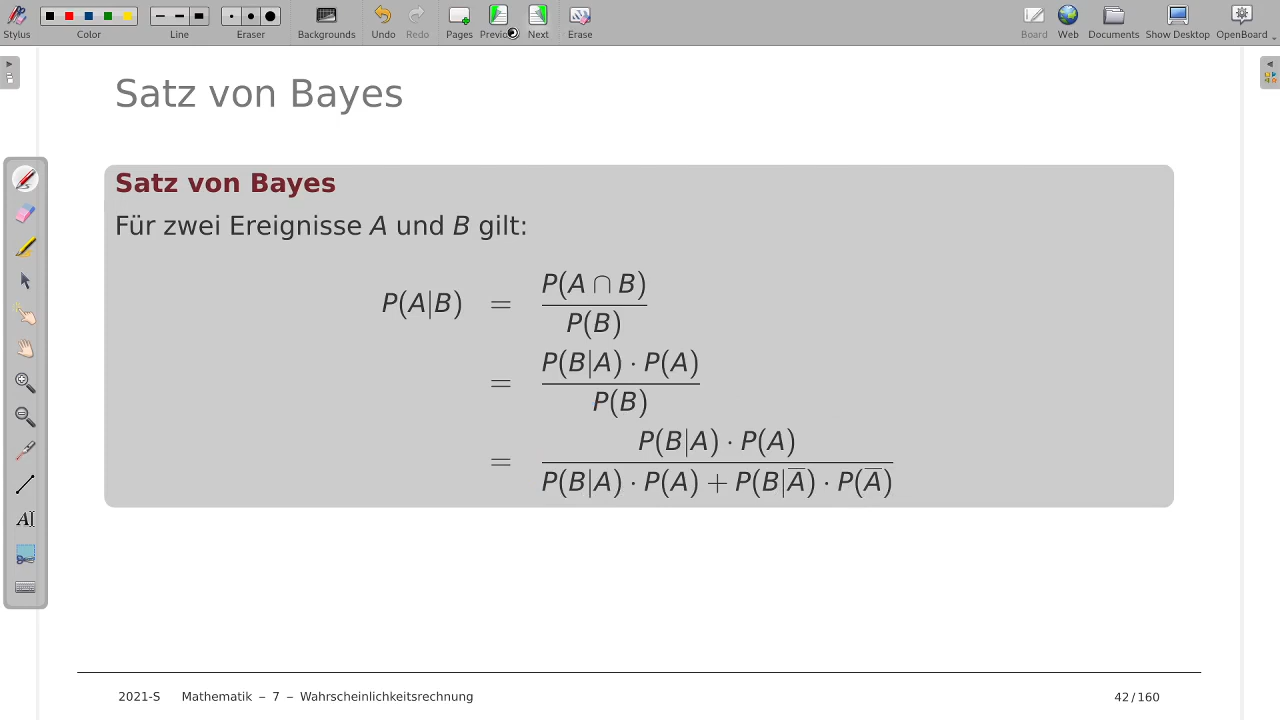 Stylus Color Line Eraser Backgrounds Undo Redo Pages Next Erase Board Web Documents Show Desktop OpenBoard
Satz von Bayes
Satz von Bayes
Für zwei Ereignisse A und B gilt:
P(A|B) = P(A ∩ B) / P(B)
= P(B|A) · P(A) / P(B)
= P(B|A) · P(A) / P(B|A) · P(A) + P(B|A̅) · P(A̅)
2021-S Mathematik – 7 – Wahrscheinlichkeitsrechnung 42/160